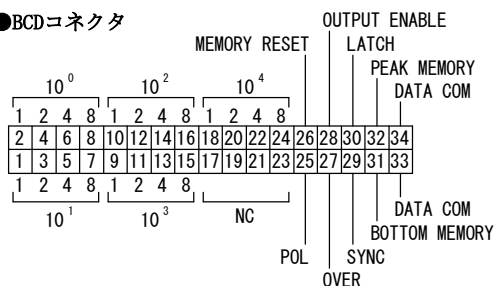 ●BCDコネクタ
OUTPUT ENABLE
MEMORY RESET LATCH
PEAK MEMORY
DATA COM
10⁰ 10² 10⁴
1 2 4 8 1 2 4 8 1 2 4 8
2 4 6 8 10 12 14 16 18 20 22 24 26 28 30 32 34
1 3 5 7 9 11 13 15 17 19 21 23 25 27 29 31 33
1 2 4 8 1 2 4 8
10¹ 10³ NC
DATA COM
BOTTOM MEMORY
POL SYNC
OVER